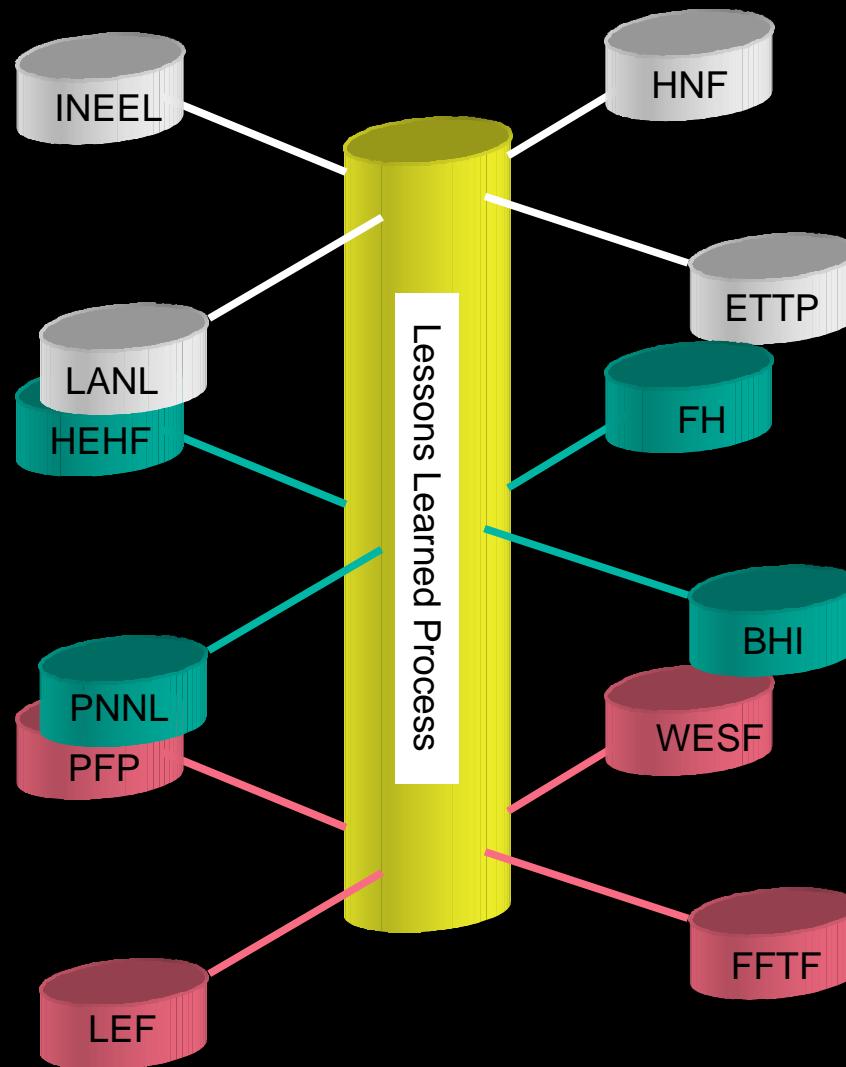 INEEL
HNF
ETTP
LANL
HEHF
FH
Lessons Learned Process
BHI
PNNL
WESF
PFP
FFTF
LEF